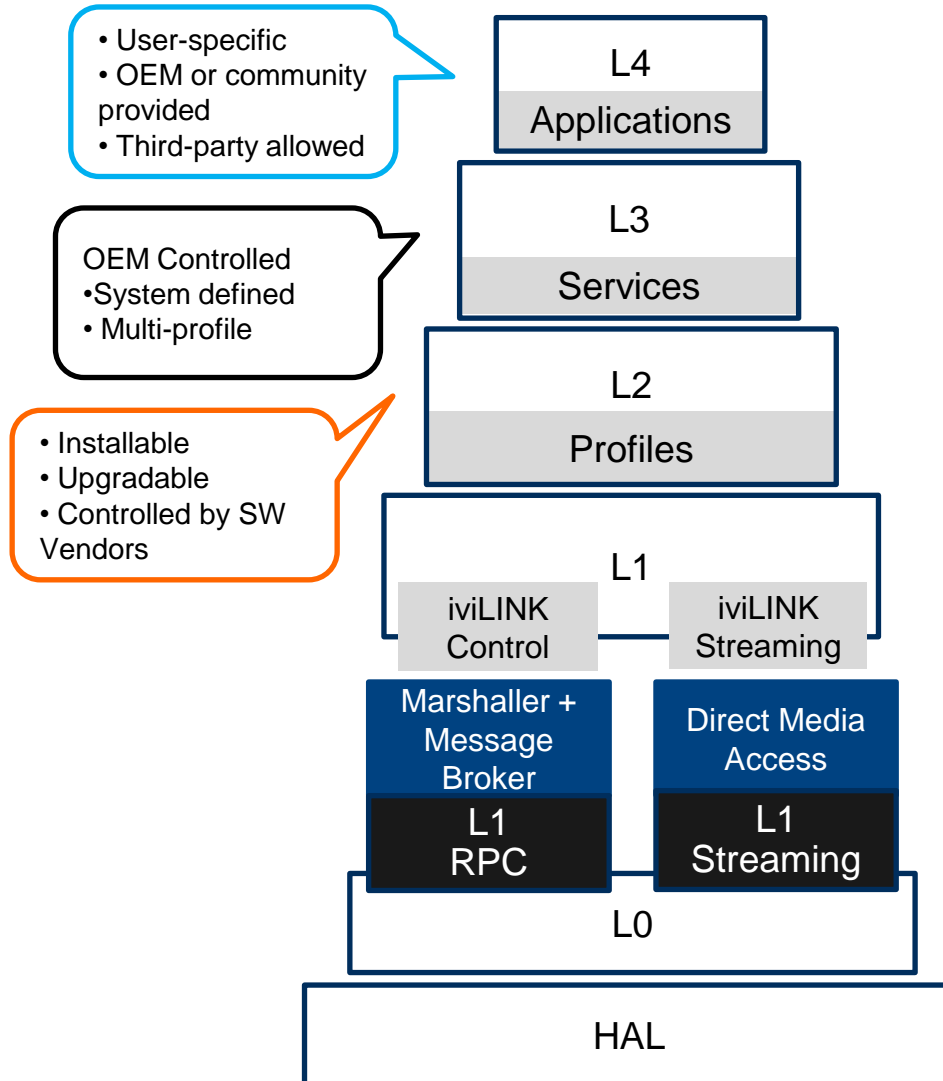 • User-specific
• OEM or community
provided
• Third-party allowed
L4
Applications
OEM Controlled
•System defined
• Multi-profile
L3
Services
• Installable
• Upgradable
• Controlled by SW
Vendors
L2
Profiles
L1
iviLINK
Control
iviLINK
Streaming
Marshaller +
Message
Broker
Direct Media
Access
L1
RPC
L1
Streaming
L0
HAL